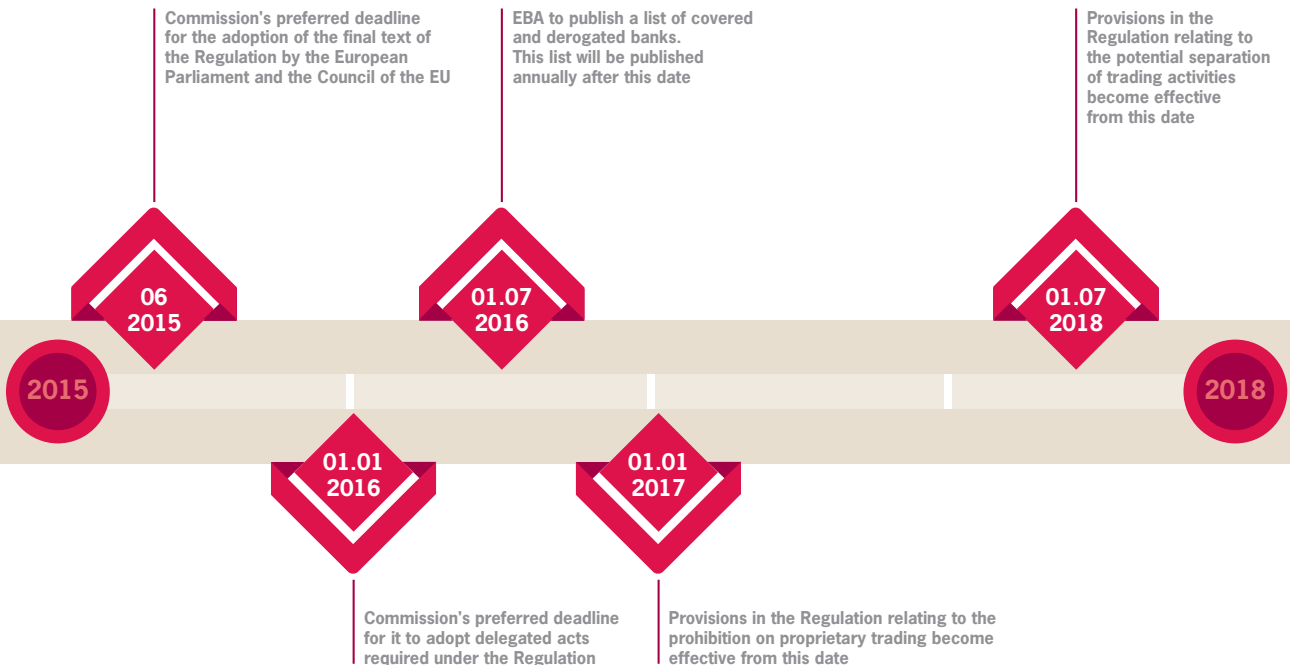 Commission's preferred deadline
for the adoption of the final text of
the Regulation by the European
Parliament and the Council of the EU
EBA to publish a list of covered
and derogated banks.
This list will be published
annually after this date
Provisions in the
Regulation relating to
the potential separation
of trading activities
become effective
from this date
06
2015
01.07
2016
01.07
2018
2015
2018
01.01
2016
01.01
2017
Commission's preferred deadline
for it to adopt delegated acts
required under the Regulation
Provisions in the Regulation relating to the
prohibition on proprietary trading become
effective from this date